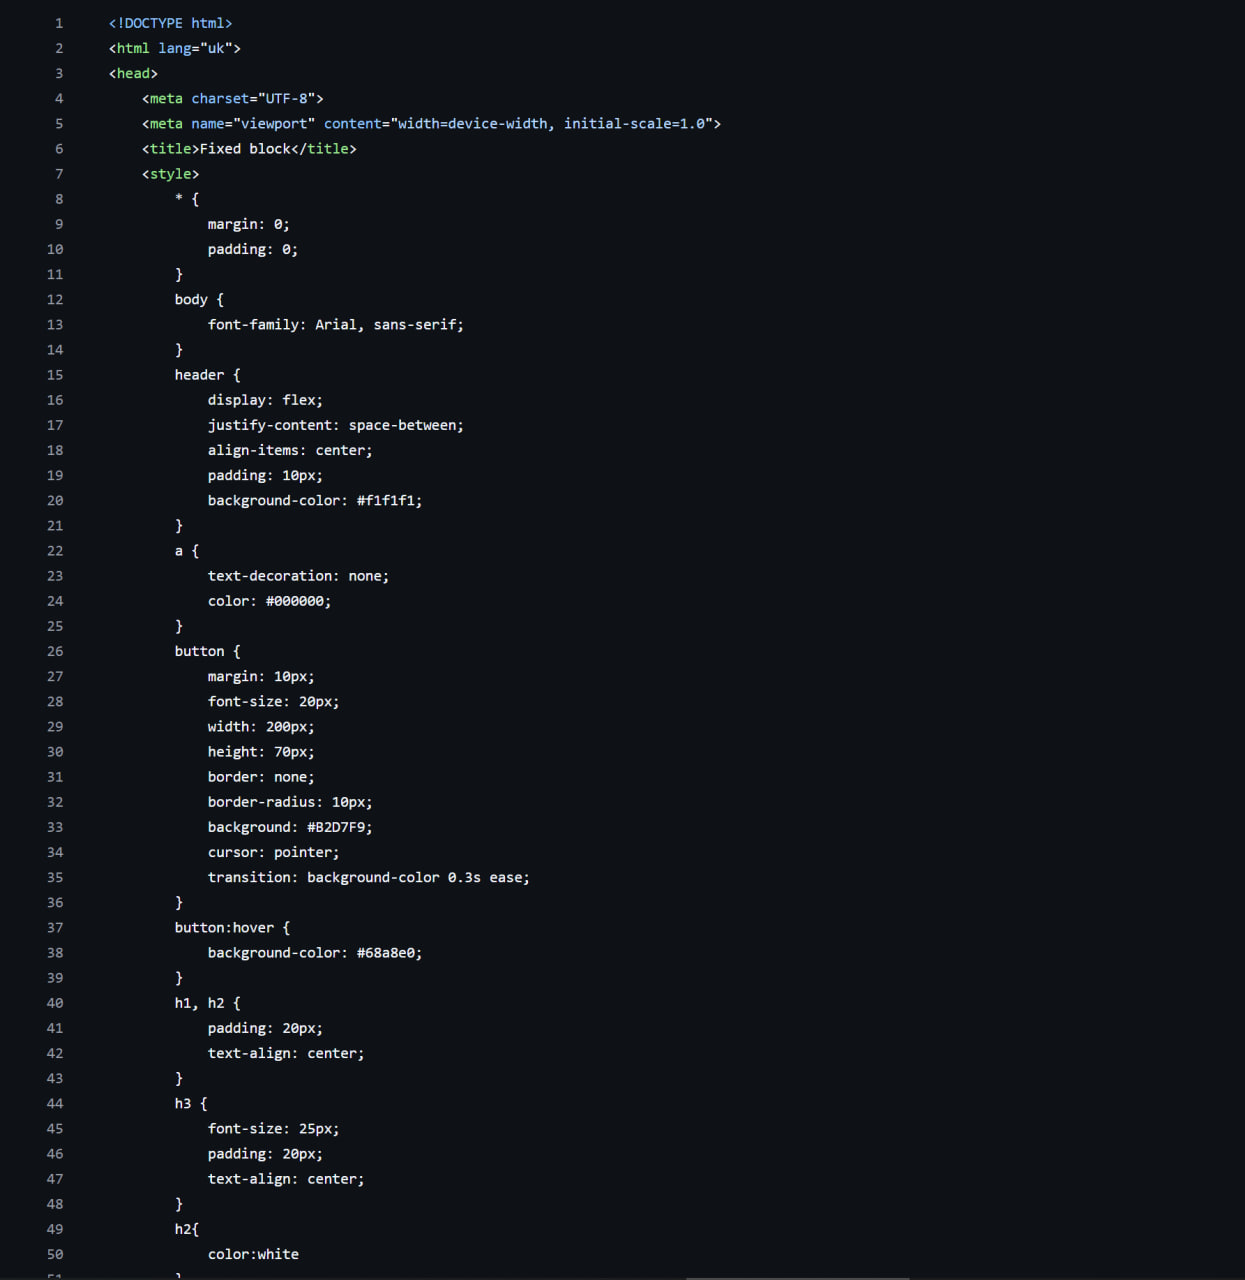 1 <!DOCTYPE html>
2 <html lang="uk">
3 <head>
4 <meta charset="UTF-8">
5 <meta name="viewport" content="width=device-width, initial-scale=1.0">
6 <title>Fixed block</title>
7 <style>
8 * {
9 margin: 0;
10 padding: 0;
11 }
12 body {
13 font-family: Arial, sans-serif;
14 }
15 header {
16 display: flex;
17 justify-content: space-between;
18 align-items: center;
19 padding: 10px;
20 background-color: #f1f1f1;
21 }
22 a {
23 text-decoration: none;
24 color: #000000;
25 }
26 button {
27 margin: 10px;
28 font-size: 20px;
29 width: 200px;
30 height: 70px;
31 border: none;
32 border-radius: 10px;
33 background: #B2D7F9;
34 cursor: pointer;
35 transition: background-color 0.3s ease;
36 }
37 button:hover {
38 background-color: #68a8e0;
39 }
40 h1, h2 {
41 padding: 20px;
42 text-align: center;
43 }
44 h3 {
45 font-size: 25px;
46 padding: 20px;
47 text-align: center;
48 }
49 h2{
50 color:white
51 }